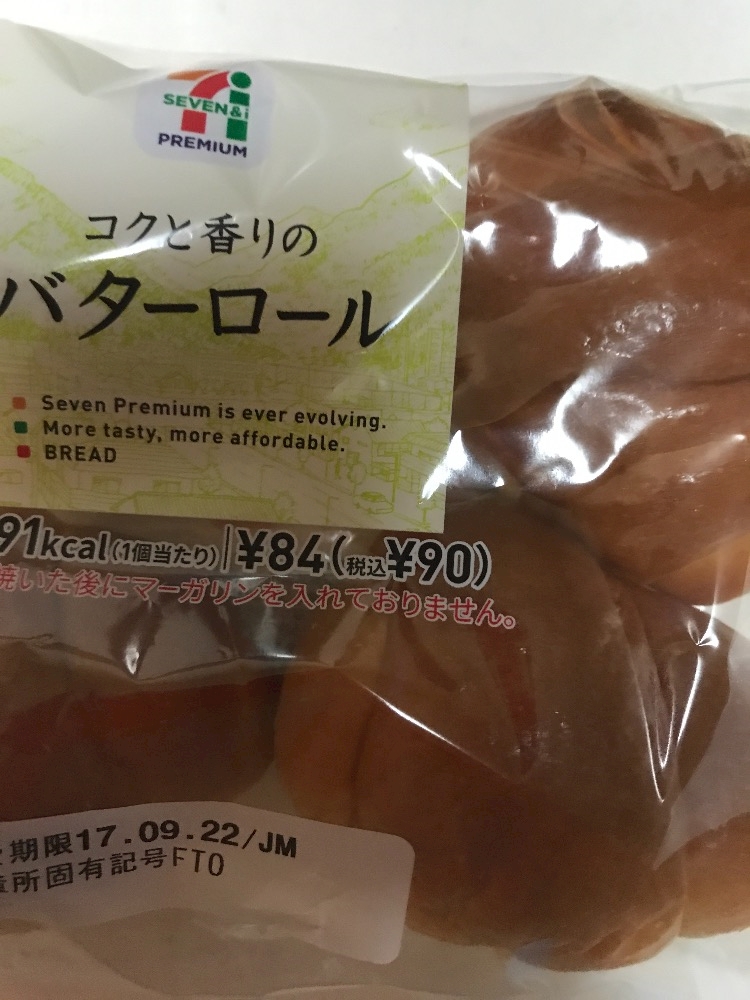 SEVEN&i
PREMIUM
コクと香りの
バターロール
Seven Premium is ever evolving.
More tasty, more affordable.
BREAD
91kcal(1個当たり) ¥84(税込¥90)
焼いた後にマーガリンを入れておりません。
期限17.09.22/JM
所固有記号FTO